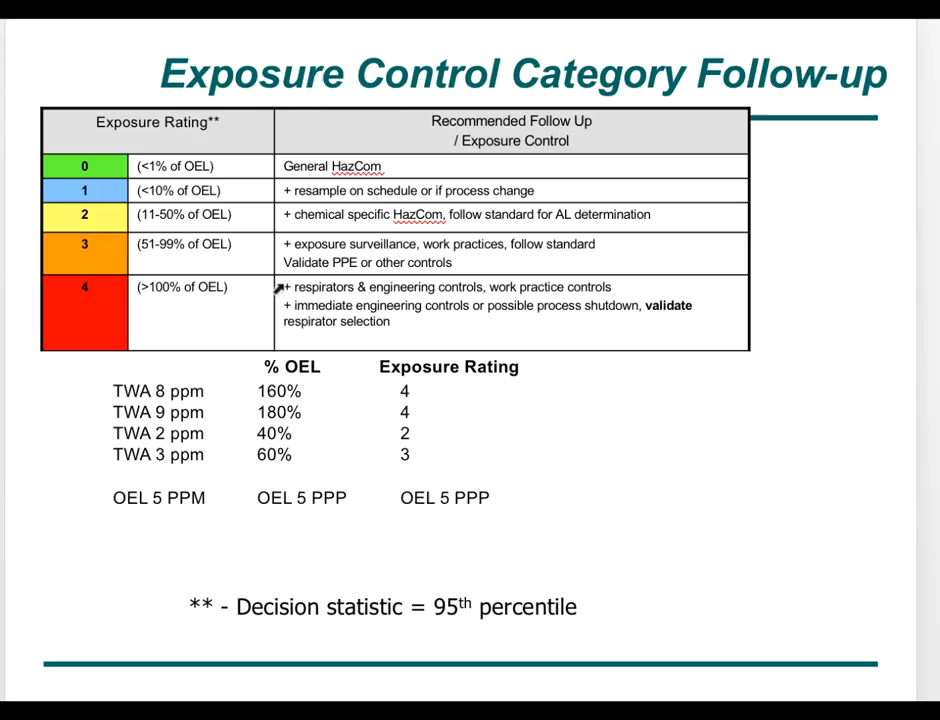 Exposure Control Category Follow-up
Exposure Rating** Recommended Follow Up
/ Exposure Control
0 (<1% of OEL) General HazCom
1 (<10% of OEL) + resample on schedule or if process change
2 (11-50% of OEL) + chemical specific HazCom, follow standard for AL determination
3 (51-99% of OEL) + exposure surveillance, work practices, follow standard
Validate PPE or other controls
4 (>100% of OEL) + respirators & engineering controls, work practice controls
+ immediate engineering controls or possible process shutdown, validate
respirator selection
% OEL Exposure Rating
TWA 8 ppm 160% 4
TWA 9 ppm 180% 4
TWA 2 ppm 40% 2
TWA 3 ppm 60% 3
OEL 5 PPM OEL 5 PPP OEL 5 PPP
** - Decision statistic = 95th percentile